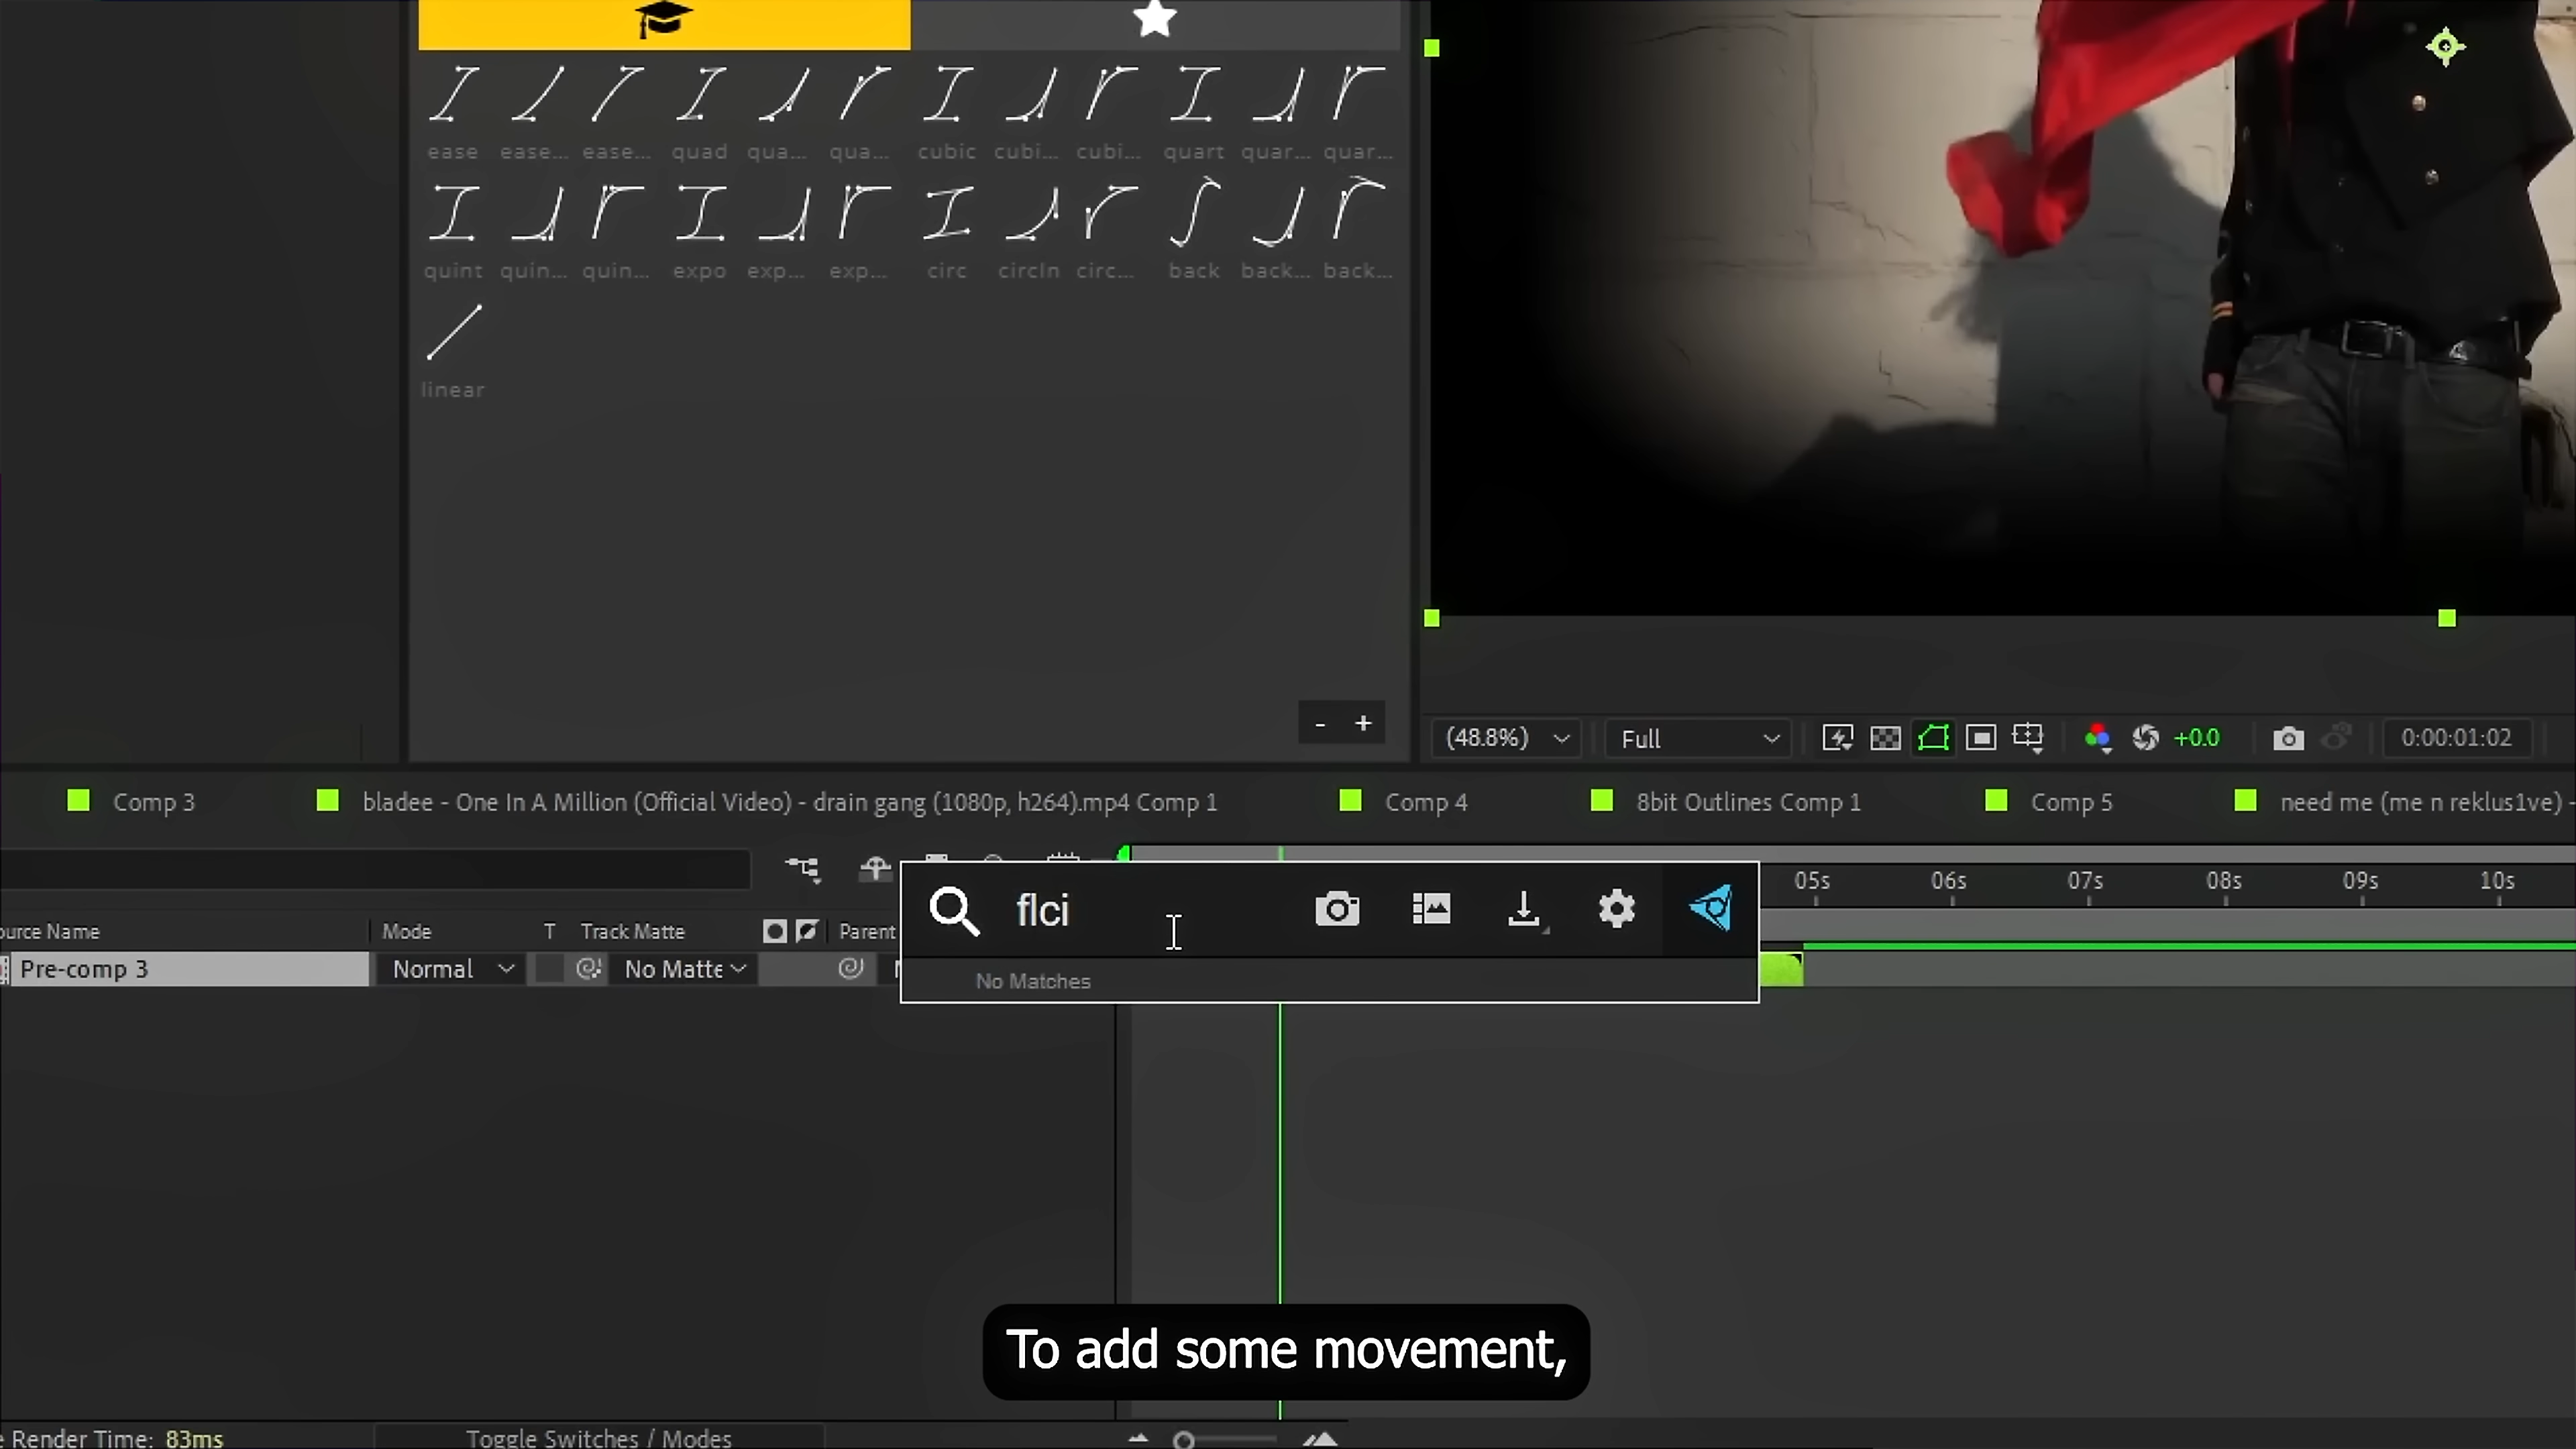 ease ease... ease... quad qua... qua... cubic cubi... cubi... quart quar... quar...
quint quin... quin... expo exp... exp... circ circIn circ... back back... back...
linear
- +
(48.8%) Full +0.0 0:00:01:02
Comp 3 bladee - One In A Million (Official Video) - drain gang (1080p, h264).mp4 Comp 1 Comp 4 8bit Outlines Comp 1 Comp 5 need me (me n reklus1ve) -
05s 06s 07s 08s 09s 10s
flci
ource Name Mode T Track Matte Parent
Pre-comp 3 Normal No Matte
No Matches
To add some movement,
e Render Time: 83ms Toggle Switches / Modes